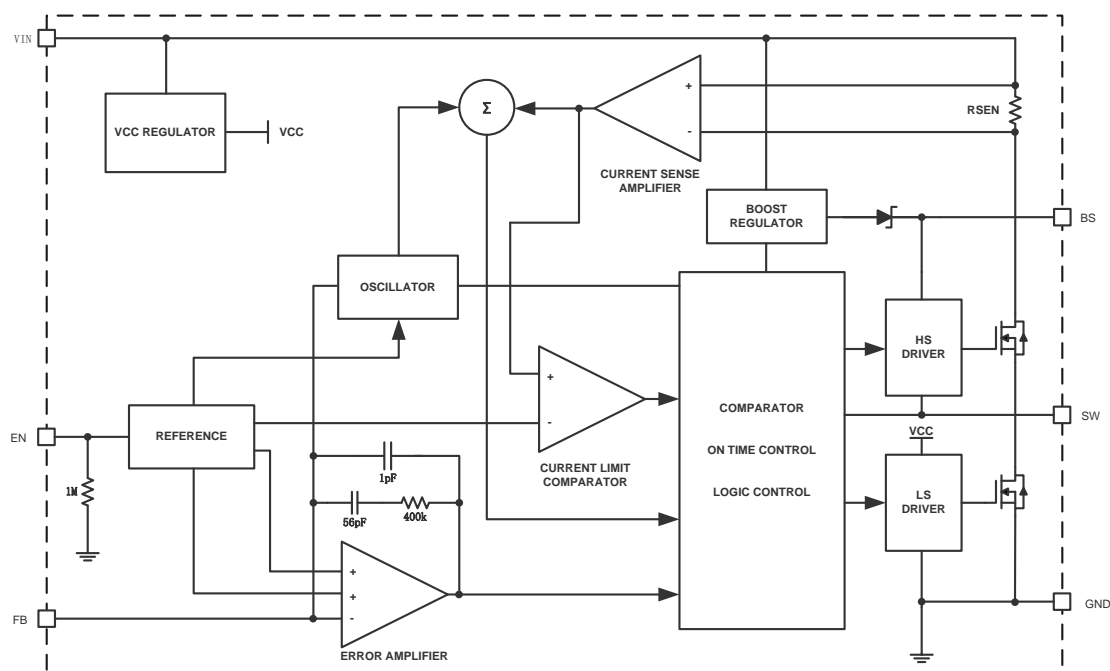 VIN
+
Σ
RSEN
VCC REGULATOR
VCC
-
CURRENT SENSE
AMPLIFIER
BOOST
REGULATOR
BS
OSCILLATOR
HS
DRIVER
+
COMPARATOR
SW
EN
REFERENCE
-
VCC
ON TIME CONTROL
1pF
CURRENT LIMIT
COMPARATOR
1M
LOGIC CONTROL
LS
DRIVER
56pF
400k
+
+
GND
FB
-
ERROR AMPLIFIER